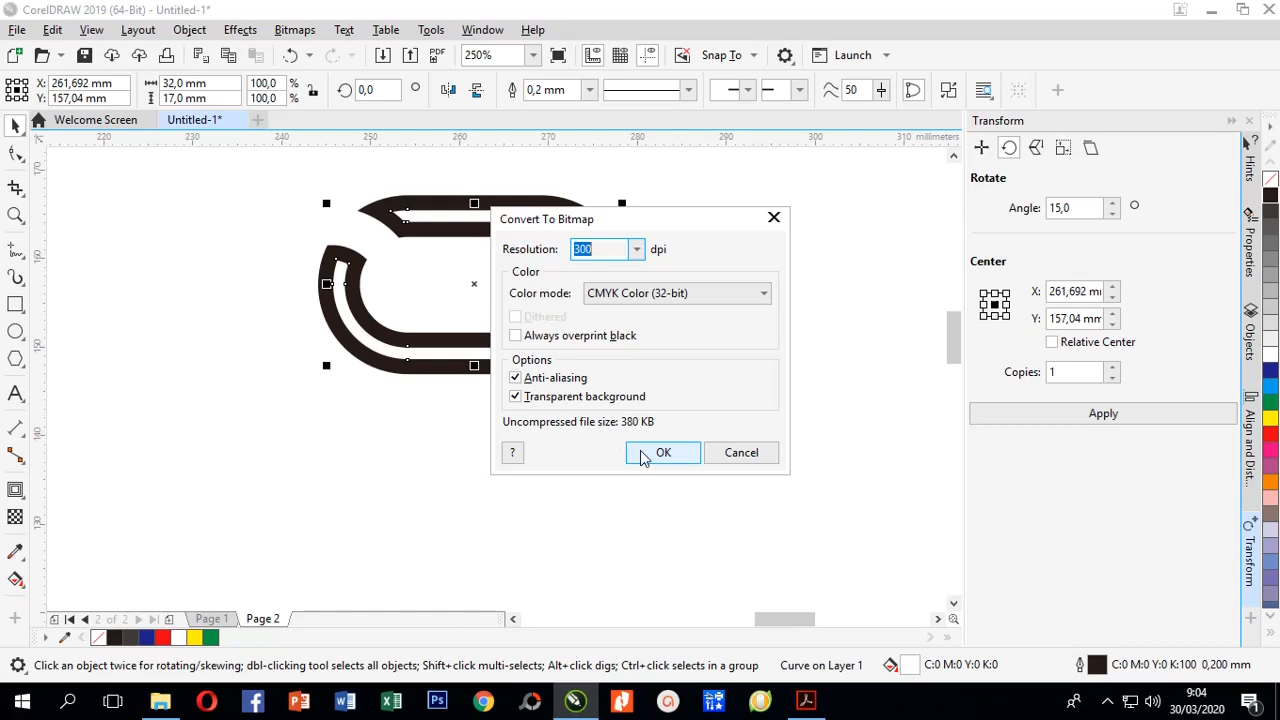 CorelDRAW 2019 (64-Bit) - Untitled-1*
File Edit View Layout Object Effects Bitmaps Text Table Tools Window Help
PDF 250% Snap To Launch
X: 261,692 mm 32,0 mm 100,0 % 0,0 ° 0,2 mm 50
Y: 157,04 mm 17,0 mm 100,0 %
Welcome Screen Untitled-1*
220 230 240 250 260 270 280 290 300 310 millimeters
170
160
150
140
130
Transform
Rotate
Angle: 15,0
Center
X: 261,692 mm
Y: 157,04 mm
Relative Center
Copies: 1
Apply
Hints
Properties
Objects
Align and Dist...
Transform
Convert To Bitmap
Resolution: 300 dpi
Color
Color mode: CMYK Color (32-bit)
Dithered
Always overprint black
Options
Anti-aliasing
Transparent background
Uncompressed file size: 380 KB
? OK Cancel
2 of 2 Page 1 Page 2
Click an object twice for rotating/skewing; dbl-clicking tool selects all objects; Shift+click multi-selects; Alt+click digs; Ctrl+click selects in a group Curve on Layer 1 C:0 M:0 Y:0 K:0 C:0 M:0 Y:0 K:100 0,200 mm
9:04
30/03/2020